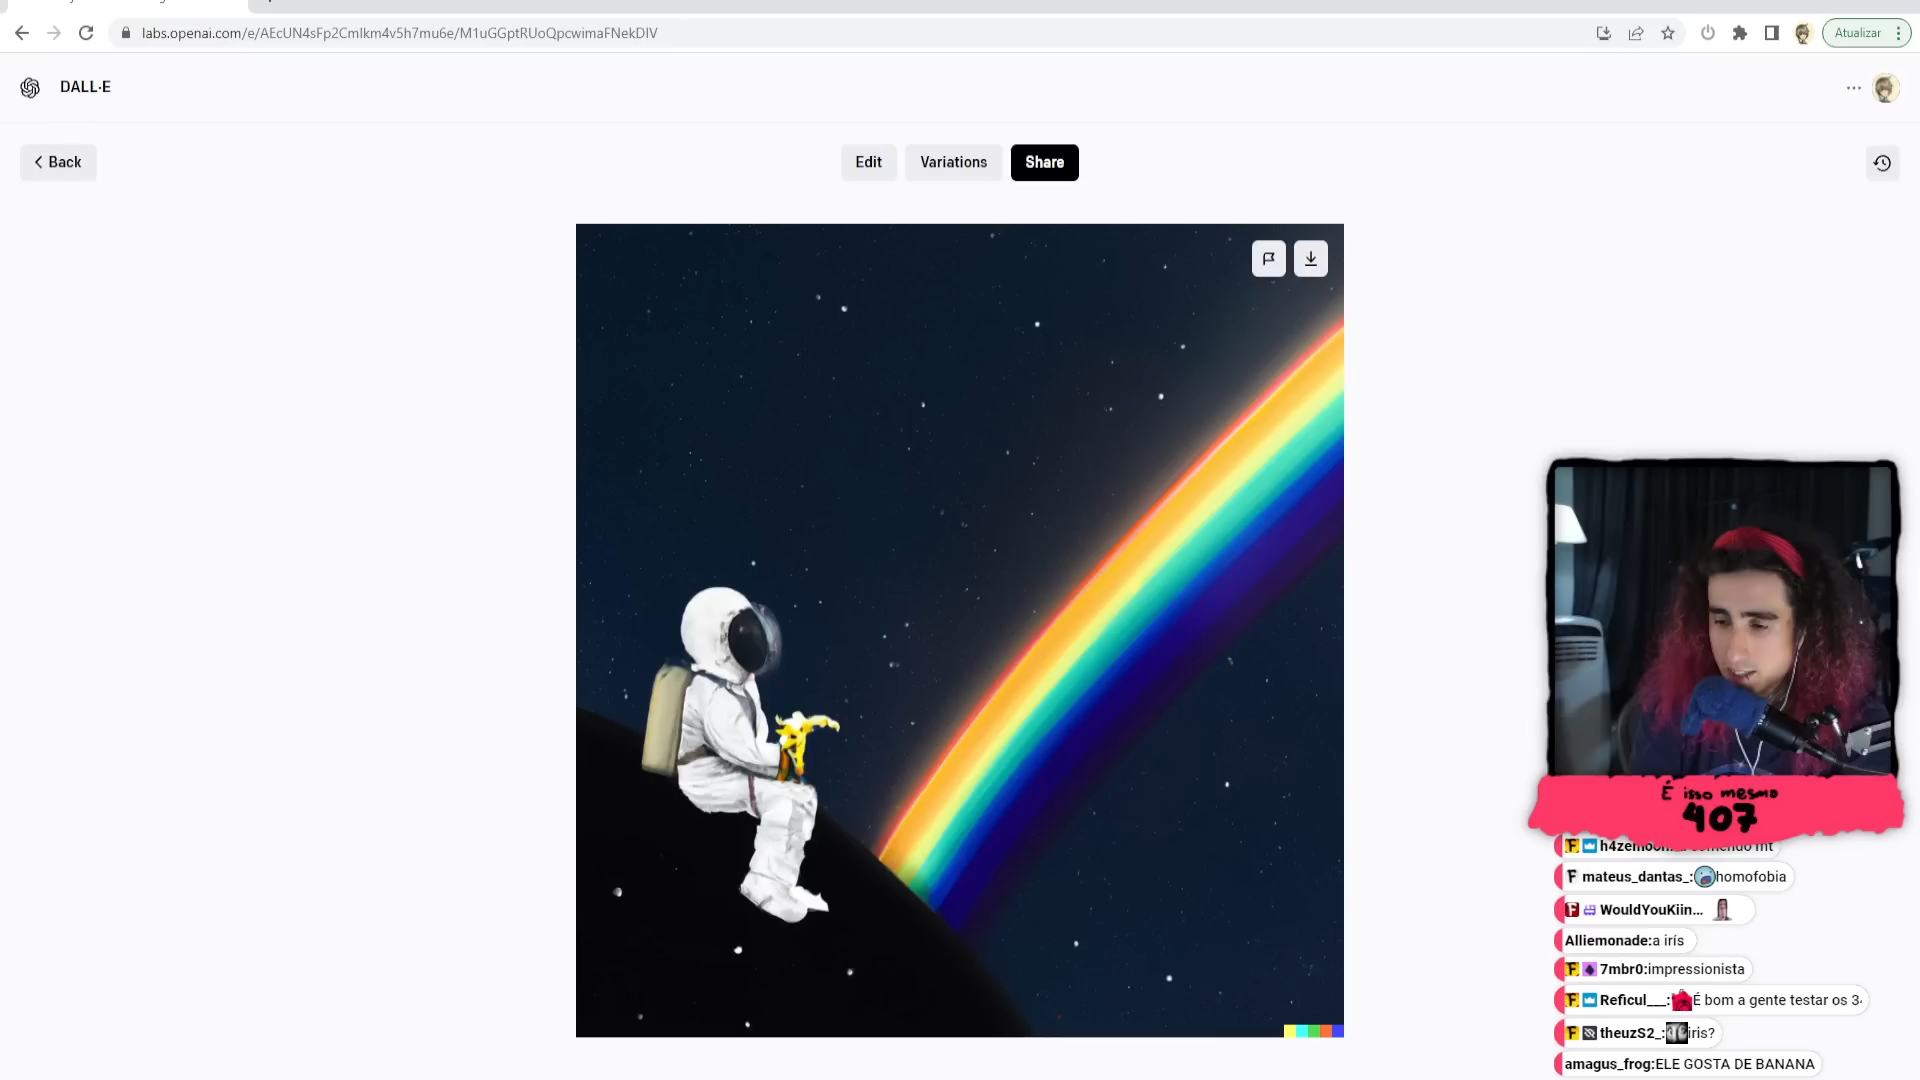 labs.openai.com/e/AEcUN4sFp2Cmlkm4v5h7mu6e/M1uGGptRUoQpcwimaFNekDIV
Atualizar
DALL·E
Back
Edit
Variations
Share
É isso mesmo
407
mateus_dantas_: homofobia
WouldYouKiin...
Alliemonade:a irís
7mbr0:impressionista
Reficul___: É bom a gente testar os 3
theuzS2_: iris?
amagus_frog:ELE GOSTA DE BANANA